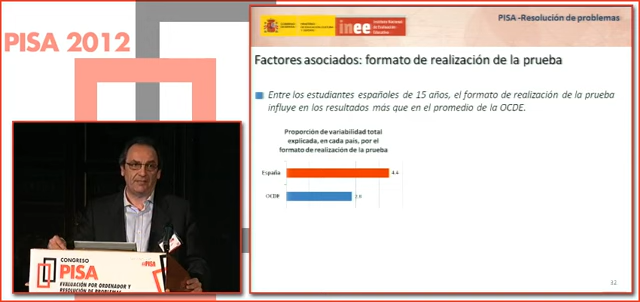 PISA 2012
CONGRESO
PISA
EVALUACIÓN POR ORDENADOR Y
RESOLUCIÓN DE PROBLEMAS
#PISA
inee
PISA -Resolución de problemas
Factores asociados: formato de realización de la prueba
Entre los estudiantes españoles de 15 años, el formato de realización de la prueba
influye en los resultados más que en el promedio de la OCDE.
Proporción de variabilidad total
explicada, en cada país, por el
formato de realización de la prueba
España
4.4
OCDE
32